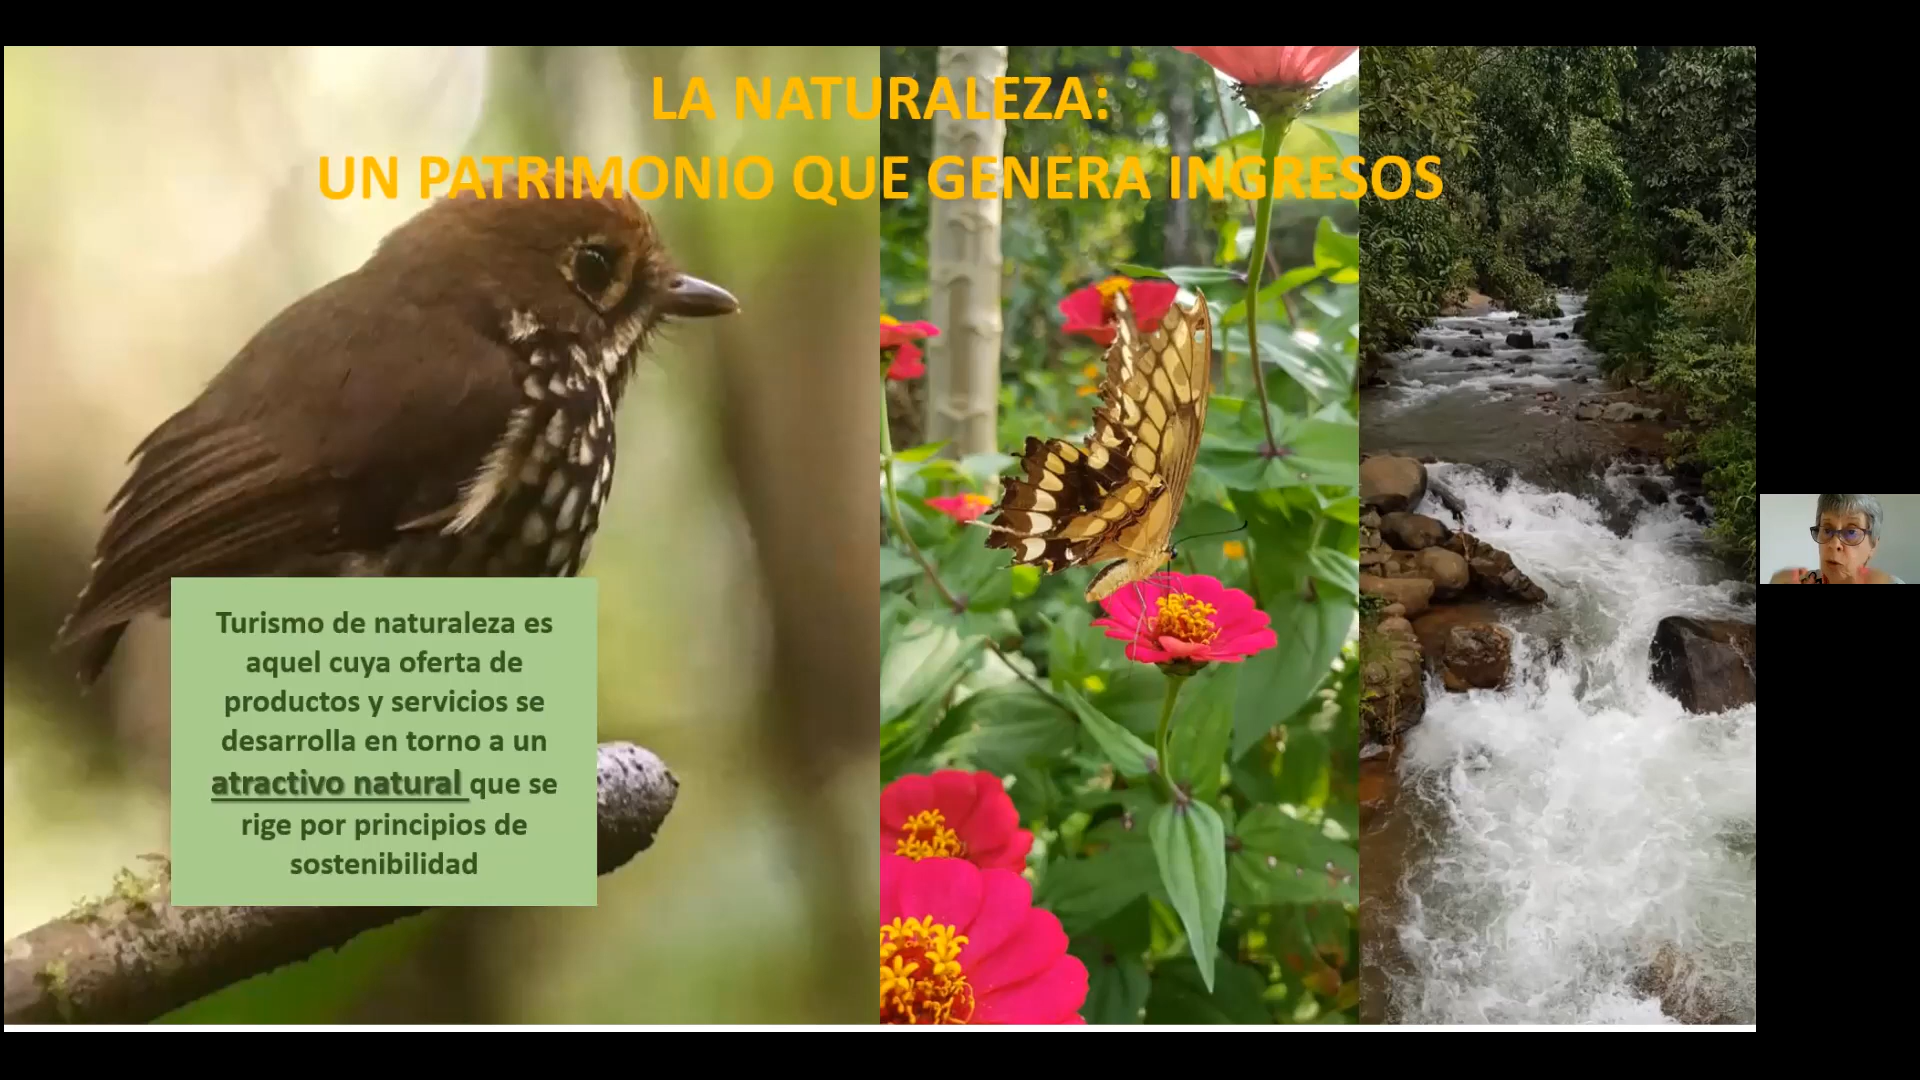 LA NATURALEZA:
UN PATRIMONIO QUE GENERA INGRESOS
Turismo de naturaleza es
aquel cuya oferta de
productos y servicios se
desarrolla en torno a un
atractivo natural que se
rige por principios de
sostenibilidad